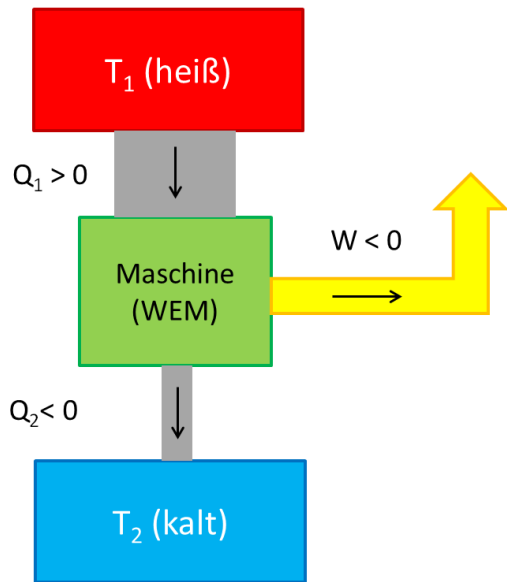 T₁ (heiß)
Q₁ > 0
W < 0
Maschine
(WEM)
Q₂< 0
T₂ (kalt)